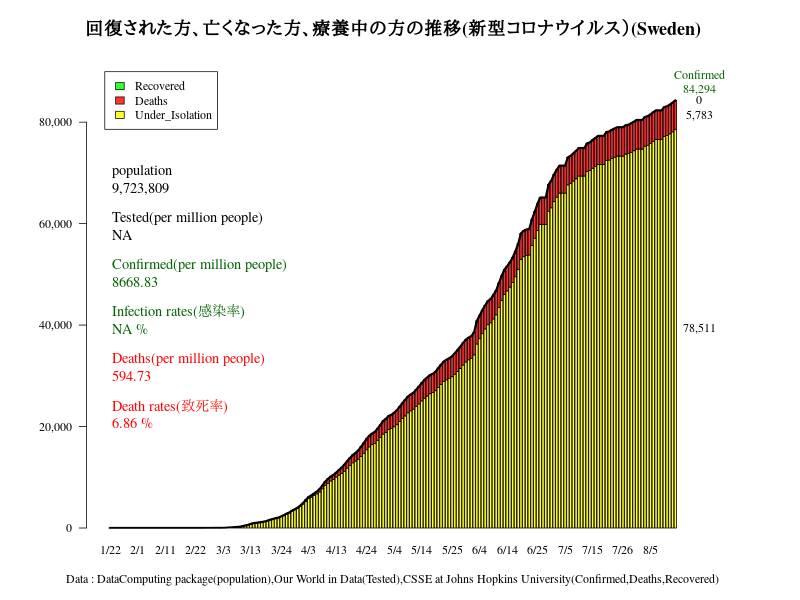 回復された方、亡くなった方、療養中の方の推移(新型コロナウイルス)(Sweden)
Confirmed
84,294
0
5,783
Recovered
Deaths
Under_Isolation
80,000
population
9,723,809
Tested(per million people)
NA
60,000
Confirmed(per million people)
8668.83
Infection rates(感染率)
NA %
40,000
78,511
Deaths(per million people)
594.73
Death rates(致死率)
6.86 %
20,000
0
1/22 2/1 2/11 2/22 3/3 3/13 3/24 4/3 4/13 4/24 5/4 5/14 5/25 6/4 6/14 6/25 7/5 7/15 7/26 8/5
Data : DataComputing package(population),Our World in Data(Tested),CSSE at Johns Hopkins University(Confirmed,Deaths,Recovered)